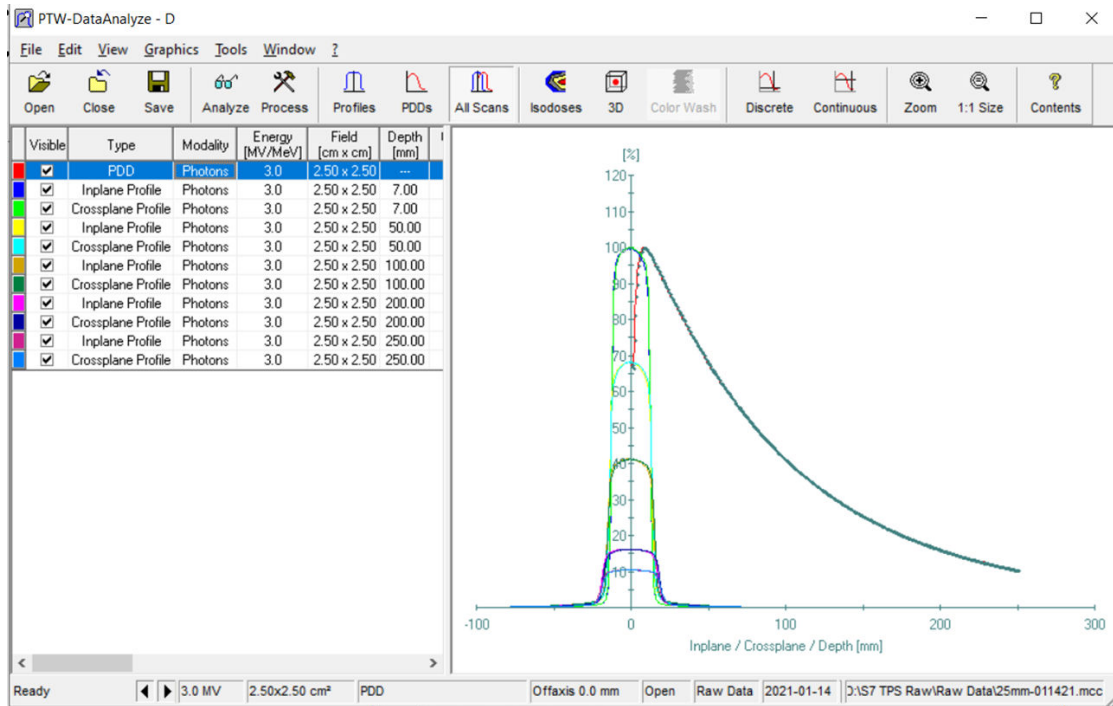 PTW-DataAnalyze - D
File Edit View Graphics Tools Window ?
Open Close Save Analyze Process Profiles PDDs All Scans Isodoses 3D Color Wash Discrete Continuous Zoom 1:1 Size Contents
Visible Type Modality Energy [MV/MeV] Field [cm x cm] Depth [mm]
PDD Photons 3.0 2.50 x 2.50 ---
Inplane Profile Photons 3.0 2.50 x 2.50 7.00
Crossplane Profile Photons 3.0 2.50 x 2.50 7.00
Inplane Profile Photons 3.0 2.50 x 2.50 50.00
Crossplane Profile Photons 3.0 2.50 x 2.50 50.00
Inplane Profile Photons 3.0 2.50 x 2.50 100.00
Crossplane Profile Photons 3.0 2.50 x 2.50 100.00
Inplane Profile Photons 3.0 2.50 x 2.50 200.00
Crossplane Profile Photons 3.0 2.50 x 2.50 200.00
Inplane Profile Photons 3.0 2.50 x 2.50 250.00
Crossplane Profile Photons 3.0 2.50 x 2.50 250.00
[%]
120
110
100
90
80
70
60
50
40
30
20
10
-100 0 100 200 300
Inplane / Crossplane / Depth [mm]
Ready 3.0 MV 2.50x2.50 cm² PDD Offaxis 0.0 mm Open Raw Data 2021-01-14 D:\S7 TPS Raw\Raw Data\25mm-011421.mcc